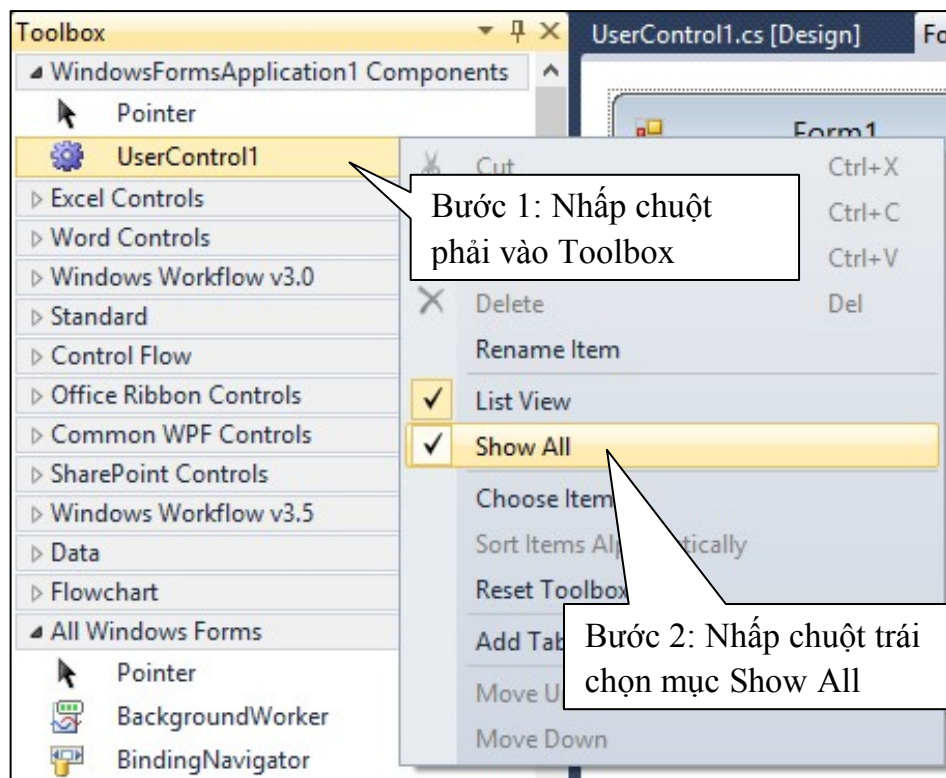 Toolbox
UserControl1.cs [Design]
Fo
WindowsFormsApplication1 Components
Pointer
Form1
UserControl1
Cut Ctrl+X
Bước 1: Nhấp chuột
phải vào Toolbox
Ctrl+C
Ctrl+V
Excel Controls
Word Controls
Windows Workflow v3.0
Delete Del
Standard
Rename Item
Control Flow
Office Ribbon Controls
List View
Common WPF Controls
Show All
SharePoint Controls
Choose Item
Windows Workflow v3.5
Sort Items Al tically
Data
Reset Toolbox
Flowchart
All Windows Forms
Add Tab
Bước 2: Nhấp chuột trái
chọn mục Show All
Pointer
Move U
BackgroundWorker
Move Down
BindingNavigator